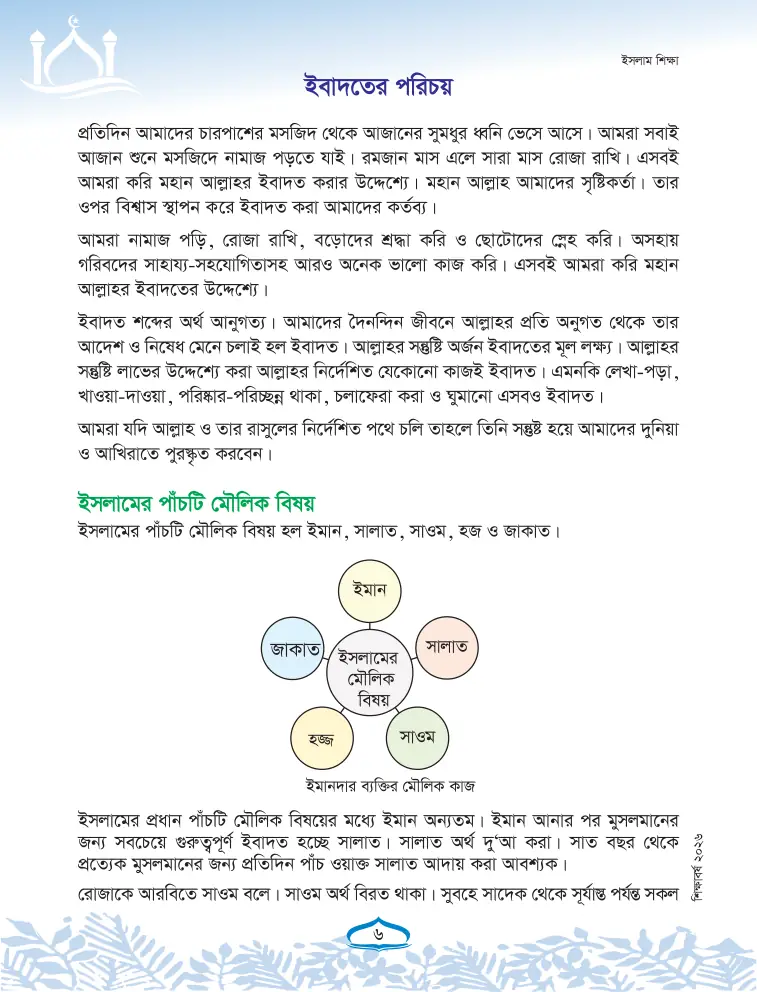 ইসলাম শিক্ষা
ইবাদতের পরিচয়
প্রতিদিন আমাদের চারপাশের মসজিদ থেকে আজানের সুমধুর ধ্বনি ভেসে আসে। আমরা সবাই
আজান শুনে মসজিদে নামাজ পড়তে যাই। রমজান মাস এলে সারা মাস রোজা রাখি। এসবই
আমরা করি মহান আল্লাহর ইবাদত করার উদ্দেশ্যে। মহান আল্লাহ আমাদের সৃষ্টিকর্তা। তার
ওপর বিশ্বাস স্থাপন করে ইবাদত করা আমাদের কর্তব্য।
আমরা নামাজ পড়ি, রোজা রাখি, বড়োদের শ্রদ্ধা করি ও ছোটোদের স্নেহ করি। অসহায়
গরিবদের সাহায্য-সহযোগিতাসহ আরও অনেক ভালো কাজ করি। এসবই আমরা করি মহান
আল্লাহর ইবাদতের উদ্দেশ্যে।
ইবাদত শব্দের অর্থ আনুগত্য। আমাদের দৈনন্দিন জীবনে আল্লাহর প্রতি অনুগত থেকে তার
আদেশ ও নিষেধ মেনে চলাই হল ইবাদত। আল্লাহর সন্তুষ্টি অর্জন ইবাদতের মূল লক্ষ্য। আল্লাহর
সন্তুষ্টি লাভের উদ্দেশ্যে করা আল্লাহর নির্দেশিত যেকোনো কাজই ইবাদত। এমনকি লেখা-পড়া,
খাওয়া-দাওয়া, পরিষ্কার-পরিচ্ছন্ন থাকা, চলাফেরা করা ও ঘুমানো এসবও ইবাদত।
আমরা যদি আল্লাহ ও তার রাসুলের নির্দেশিত পথে চলি তাহলে তিনি সন্তুষ্ট হয়ে আমাদের দুনিয়া
ও আখিরাতে পুরস্কৃত করবেন।
ইসলামের পাঁচটি মৌলিক বিষয়
ইসলামের পাঁচটি মৌলিক বিষয় হল ইমান, সালাত, সাওম, হজ ও জাকাত।
ইমান
জাকাত
সালাত
ইসলামের
মৌলিক
বিষয়
হজ্জ
সাওম
ইমানদার ব্যক্তির মৌলিক কাজ
ইসলামের প্রধান পাঁচটি মৌলিক বিষয়ের মধ্যে ইমান অন্যতম। ইমান আনার পর মুসলমানের
জন্য সবচেয়ে গুরুত্বপূর্ণ ইবাদত হচ্ছে সালাত। সালাত অর্থ দু‘আ করা। সাত বছর থেকে
প্রত্যেক মুসলমানের জন্য প্রতিদিন পাঁচ ওয়াক্ত সালাত আদায় করা আবশ্যক।
রোজাকে আরবিতে সাওম বলে। সাওম অর্থ বিরত থাকা। সুবহে সাদেক থেকে সূর্যাস্ত পর্যন্ত সকল
শিক্ষাবর্ষ ২০২৬
৬